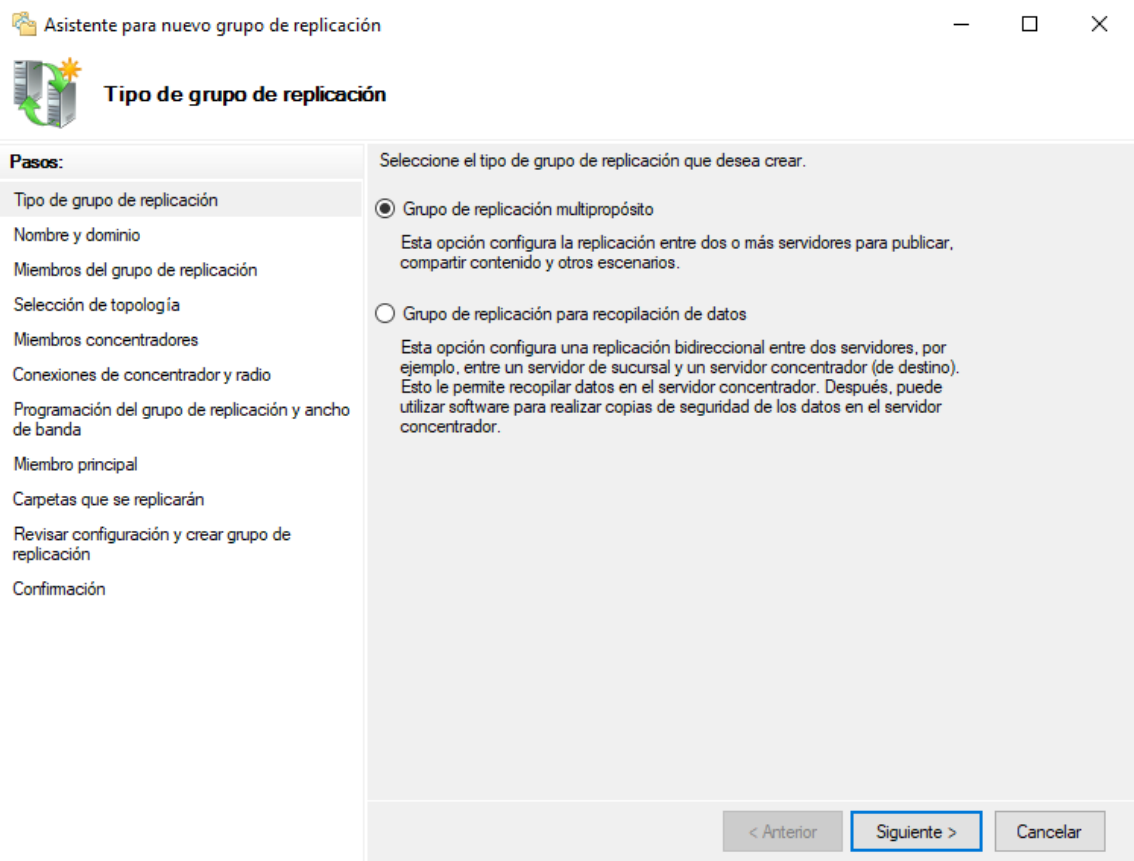 Asistente para nuevo grupo de replicación
Tipo de grupo de replicación
Pasos:
Tipo de grupo de replicación
Nombre y dominio
Miembros del grupo de replicación
Selección de topología
Miembros concentradores
Conexiones de concentrador y radio
Programación del grupo de replicación y ancho
de banda
Miembro principal
Carpetas que se replicarán
Revisar configuración y crear grupo de
replicación
Confirmación
Seleccione el tipo de grupo de replicación que desea crear.
Grupo de replicación multipropósito
Esta opción configura la replicación entre dos o más servidores para publicar,
compartir contenido y otros escenarios.
Grupo de replicación para recopilación de datos
Esta opción configura una replicación bidireccional entre dos servidores, por
ejemplo, entre un servidor de sucursal y un servidor concentrador (de destino).
Esto le permite recopilar datos en el servidor concentrador. Después, puede
utilizar software para realizar copias de seguridad de los datos en el servidor
concentrador.
< Anterior
Siguiente >
Cancelar